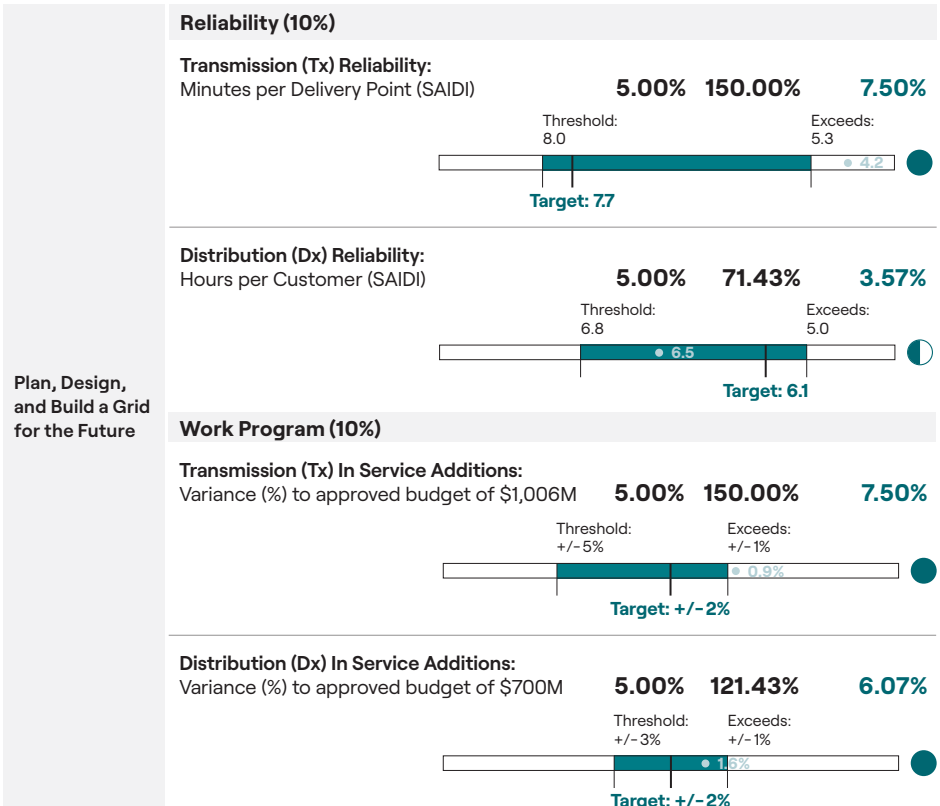 Reliability (10%)
Transmission (Tx) Reliability:
Minutes per Delivery Point (SAIDI) 5.00% 150.00% 7.50%
Threshold: Exceeds:
8.0 5.3
4.2
Target: 7.7
Distribution (Dx) Reliability:
Hours per Customer (SAIDI) 5.00% 71.43% 3.57%
Threshold: Exceeds:
6.8 5.0
6.5
Target: 6.1
Plan, Design,
and Build a Grid
for the Future
Work Program (10%)
Transmission (Tx) In Service Additions:
Variance (%) to approved budget of $1,006M 5.00% 150.00% 7.50%
Threshold: Exceeds:
+/-5% +/-1%
0.9%
Target: +/-2%
Distribution (Dx) In Service Additions:
Variance (%) to approved budget of $700M 5.00% 121.43% 6.07%
Threshold: Exceeds:
+/-3% +/-1%
1.6%
Target: +/-2%